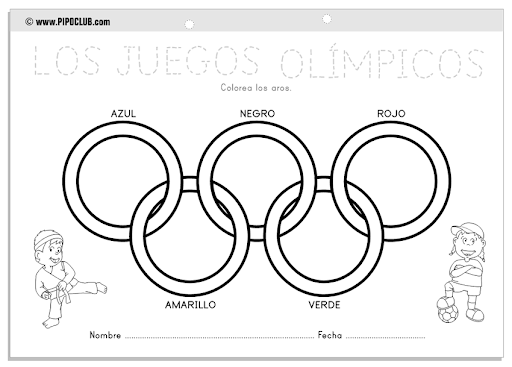 © www.PIPOCLUB.com
LOS JUEGOS OLÍMPICOS
Colorea los aros.
AZUL NEGRO ROJO
AMARILLO VERDE
Nombre ........................ Fecha ........................